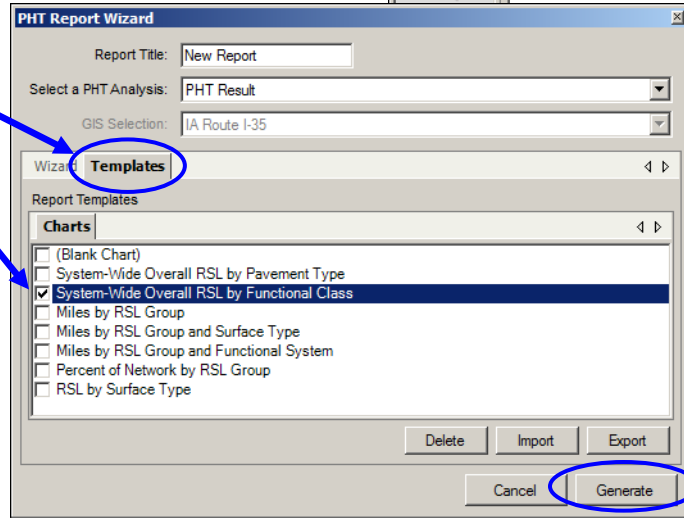 PHT Report Wizard
Report Title: New Report
Select a PHT Analysis: PHT Result
GIS Selection: IA Route I-35
Wizard Templates
Report Templates
Charts
(Blank Chart)
System-Wide Overall RSL by Pavement Type
System-Wide Overall RSL by Functional Class
Miles by RSL Group
Miles by RSL Group and Surface Type
Miles by RSL Group and Functional System
Percent of Network by RSL Group
RSL by Surface Type
Delete Import Export
Cancel Generate